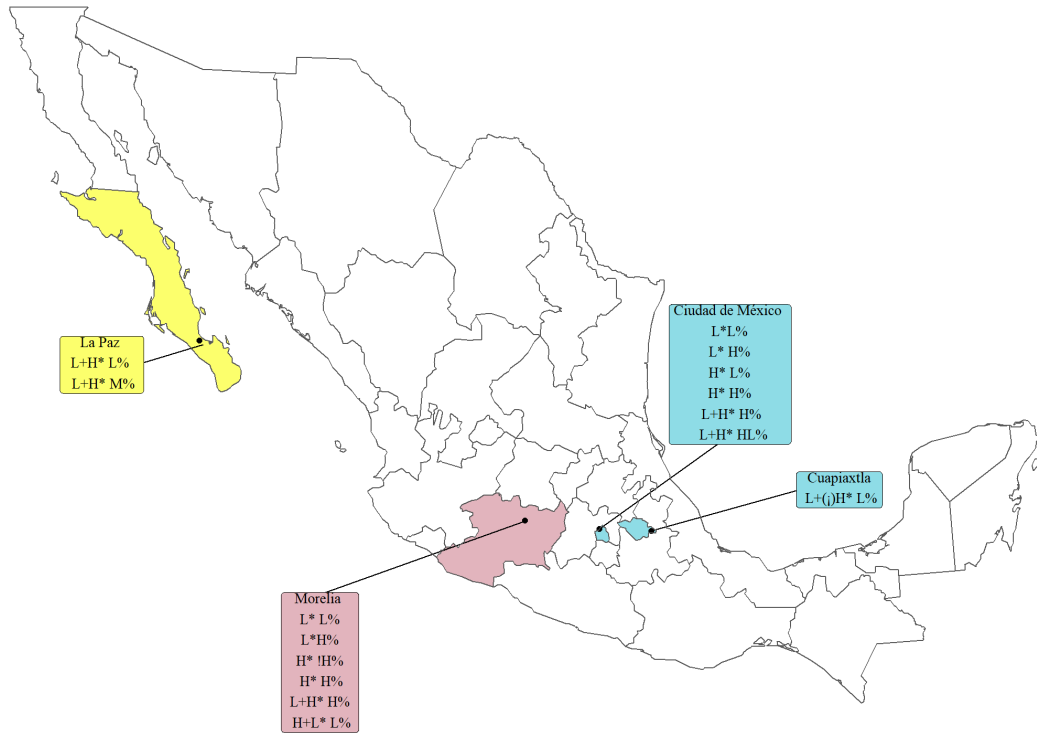 La Paz
L+H* L%
L+H* M%
Ciudad de México
L*L%
L* H%
H* L%
H* H%
L+H* H%
L+H* HL%
Cuapiaxtla
L+(¡)H* L%
Morelia
L* L%
L*H%
H* !H%
H* H%
L+H* H%
H+L* L%